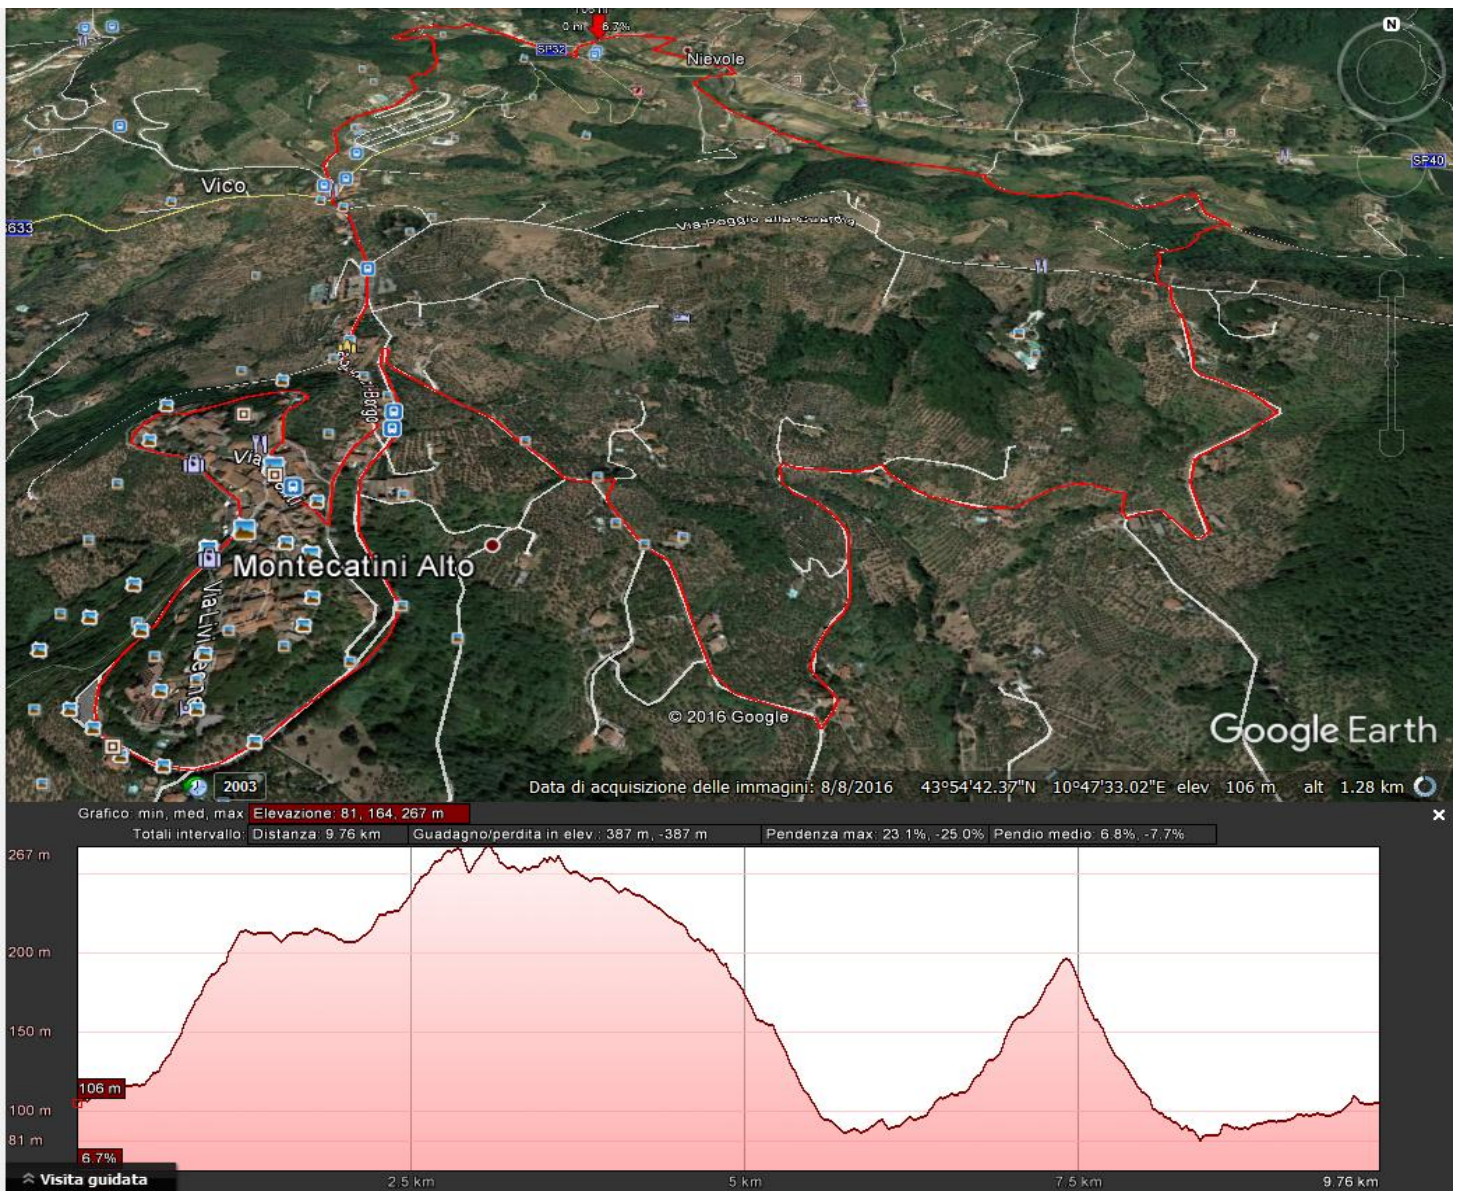 0 m 6.7%
N
SP32
Nievole
SP40
Vico
Via Poggio alla Guardia
S633
Borgo
Via
Montecatini Alto
© 2016 Google
Google Earth
2003
Data di acquisizione delle immagini: 8/8/2016 43°54'42.37"N 10°47'33.02"E elev 106 m alt 1.28 km
Grafico: min, med, max Elevazione: 81, 164, 267 m
Totali intervallo: Distanza: 9.76 km Guadagno/perdita in elev.: 387 m, -387 m Pendenza max: 23.1%, -25.0% Pendio medio: 6.8%, -7.7%
267 m
200 m
150 m
106 m
100 m
81 m
6.7%
Visita guidata
2.5 km 5 km 7.5 km 9.76 km